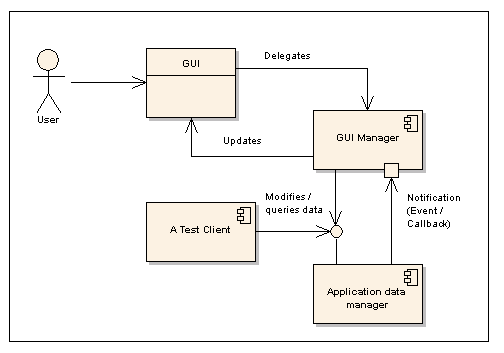 Delegates
GUI
User
GUI Manager
Updates
Modifies /
queries data
Notification
(Event /
Callback)
A Test Client
Application data
manager